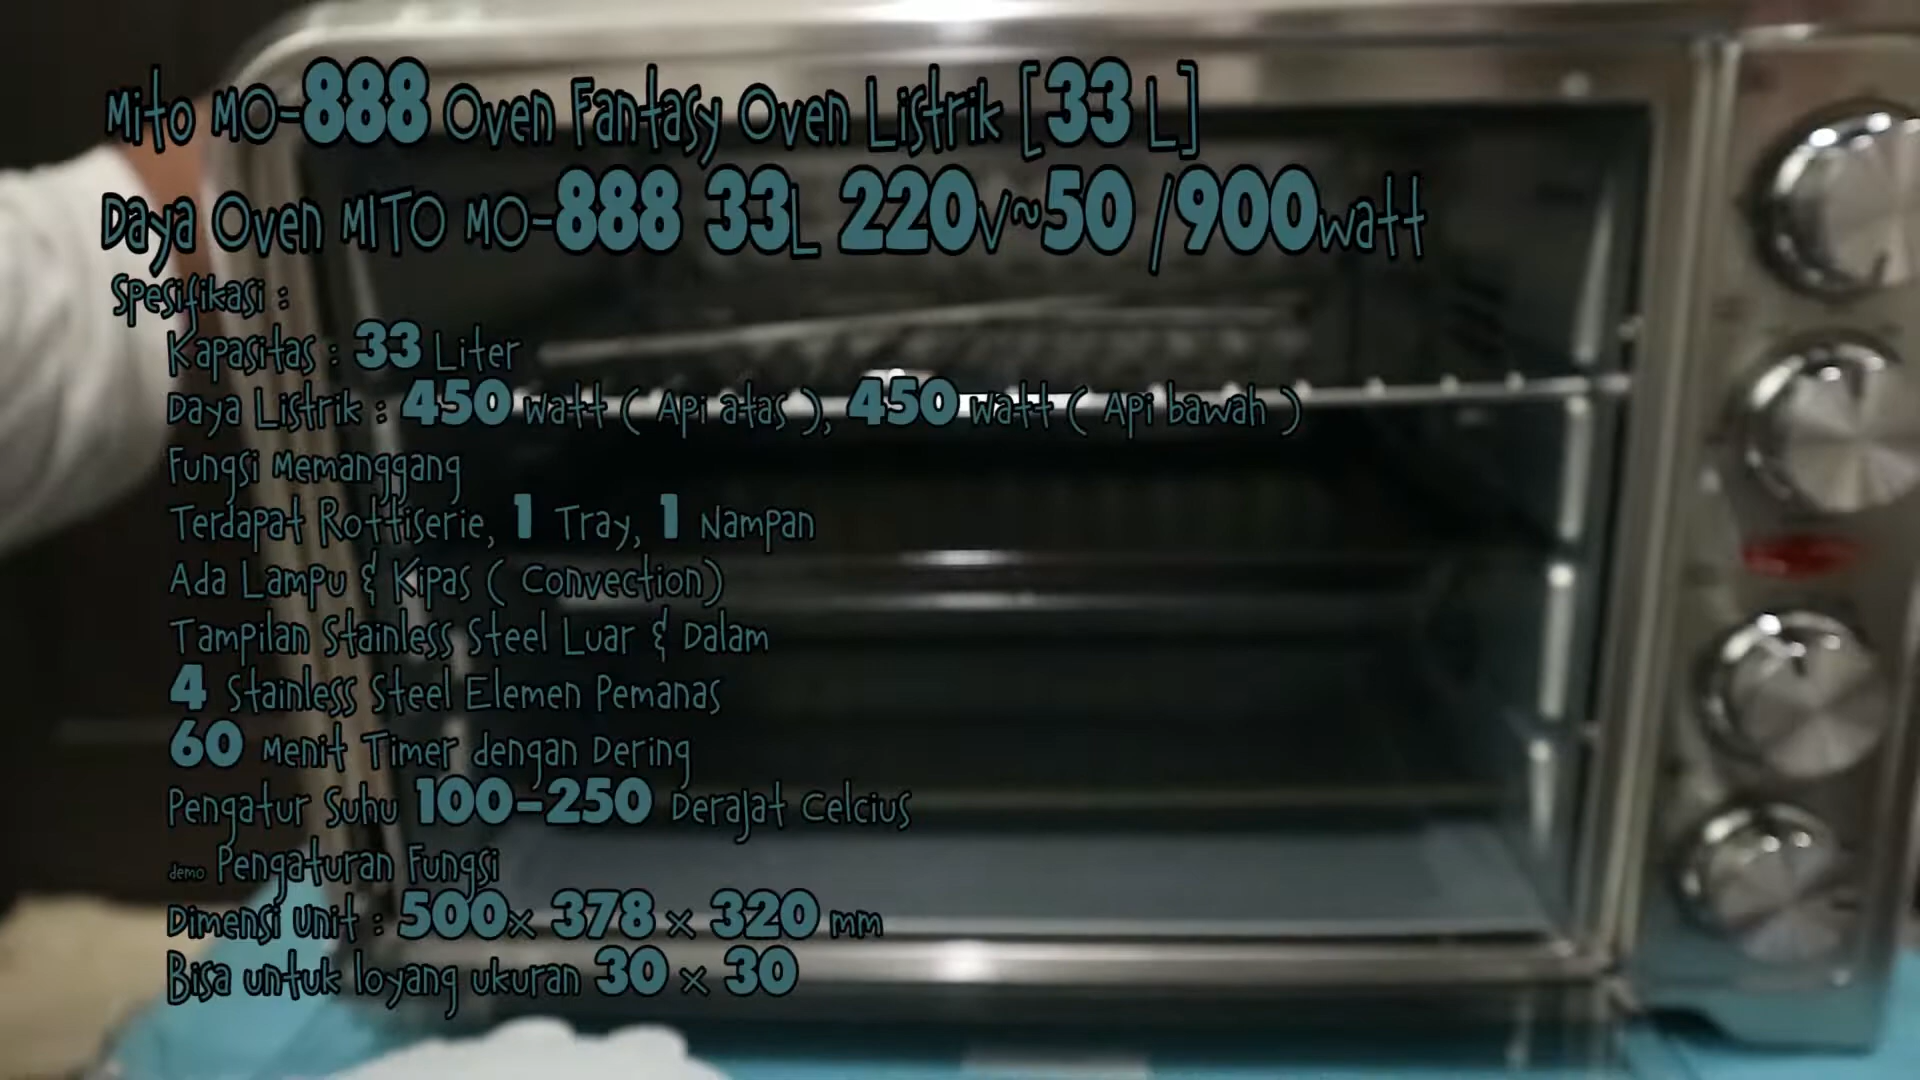 Mito MO-888 Oven Fantasy Oven Listrik [33 L]
Daya Oven MITO MO-888 33L 220V~50 /900watt
Spesifikasi :
Kapasitas : 33 Liter
Daya Listrik : 450 Watt ( Api atas ), 450 Watt ( Api bawah )
Fungsi Memanggang
Terdapat Rottiserie, 1 Tray, 1 Nampan
Ada Lampu & Kipas ( Convection)
Tampilan Stainless Steel Luar & Dalam
4 Stainless Steel Elemen Pemanas
60 Menit Timer dengan Dering
Pengatur Suhu 100-250 Derajat Celcius
demo Pengaturan Fungsi
Dimensi Unit : 500x 378 x 320 mm
Bisa untuk loyang ukuran 30 x 30